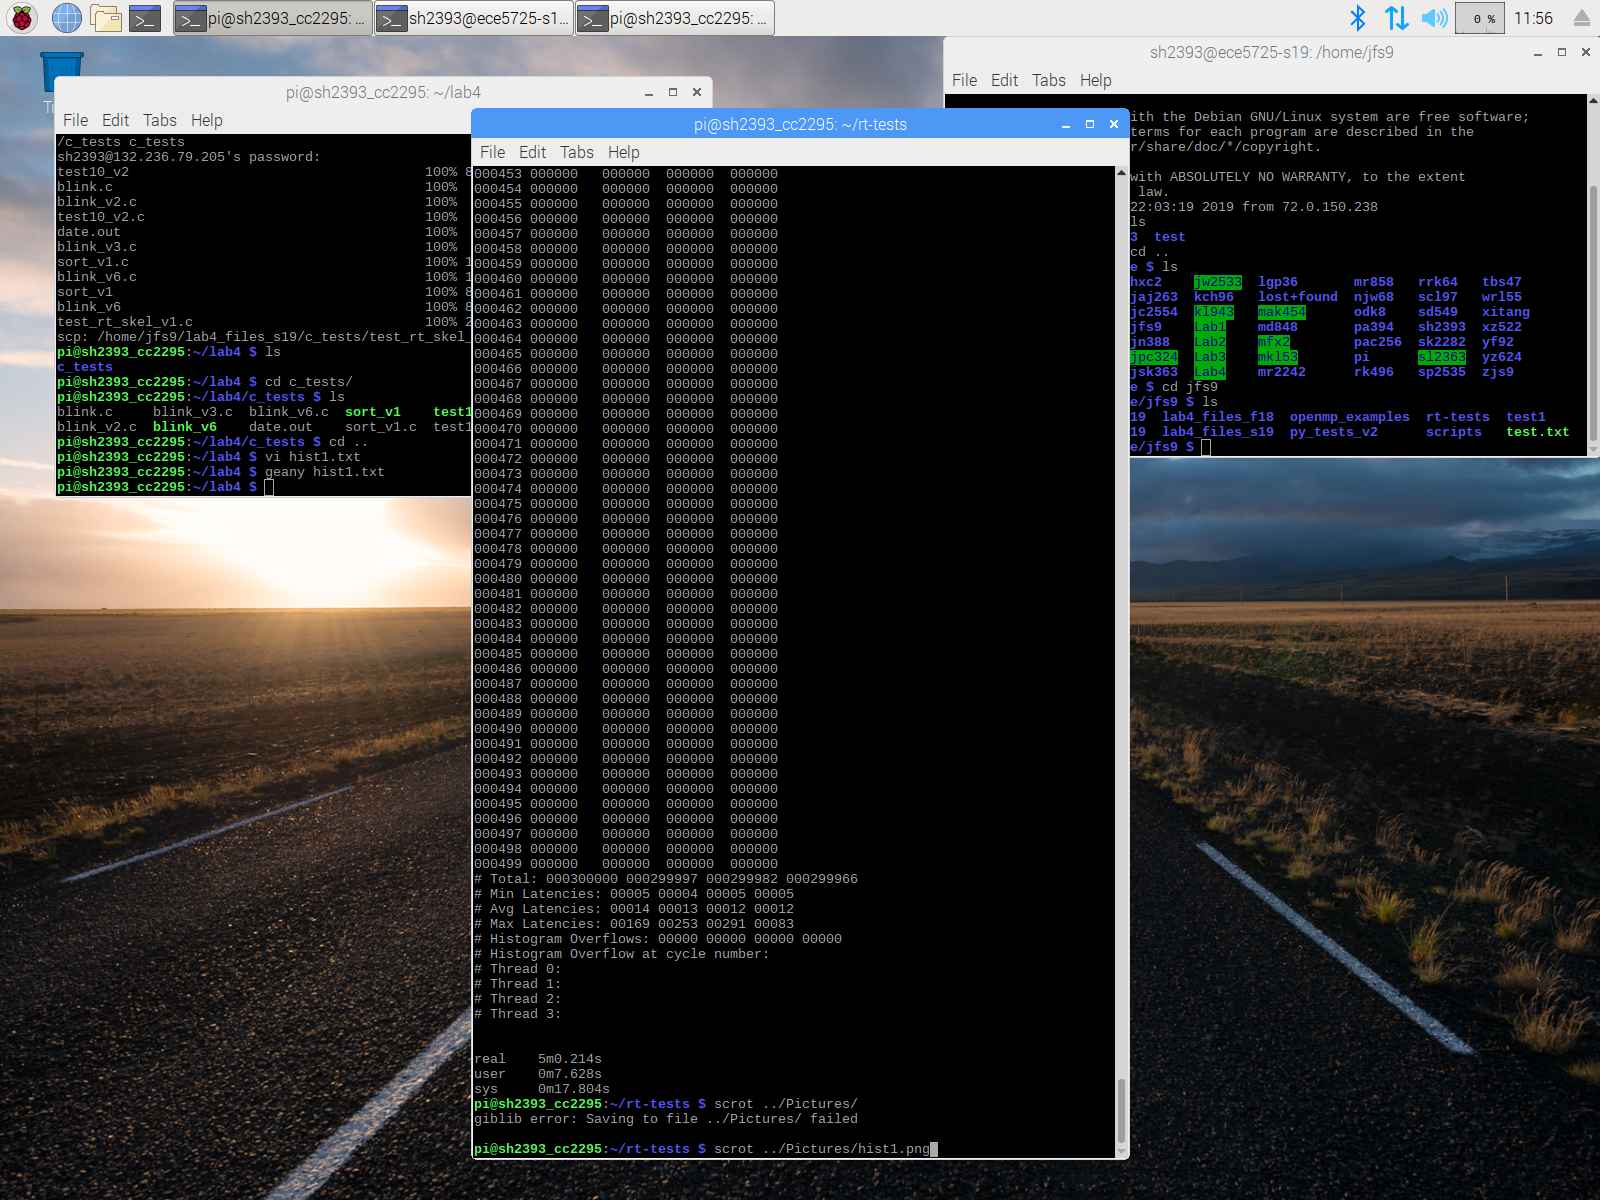 pi@sh2393_cc2295: ...
sh2393@ece5725-s1...
pi@sh2393_cc2295: ...
0 %
11:56
pi@sh2393_cc2295: ~/lab4
File Edit Tabs Help
/c_tests c_tests
sh2393@132.236.79.205's password:
test10_v2 100% 8
blink.c 100%
blink_v2.c 100%
test10_v2.c 100%
date.out 100%
blink_v3.c 100%
sort_v1.c 100% 1
blink_v6.c 100% 1
sort_v1 100% 8
blink_v6 100% 8
test_rt_skel_v1.c 100% 2
scp: /home/jfs9/lab4_files_s19/c_tests/test_rt_skel_
pi@sh2393_cc2295:~/lab4 $ ls
c_tests
pi@sh2393_cc2295:~/lab4 $ cd c_tests/
pi@sh2393_cc2295:~/lab4/c_tests $ ls
blink.c blink_v3.c blink_v6.c sort_v1 test1
blink_v2.c blink_v6 date.out sort_v1.c test1
pi@sh2393_cc2295:~/lab4/c_tests $ cd ..
pi@sh2393_cc2295:~/lab4 $ vi hist1.txt
pi@sh2393_cc2295:~/lab4 $ geany hist1.txt
pi@sh2393_cc2295:~/lab4 $
pi@sh2393_cc2295: ~/rt-tests
File Edit Tabs Help
000453 000000 000000 000000 000000
000454 000000 000000 000000 000000
000455 000000 000000 000000 000000
000456 000000 000000 000000 000000
000457 000000 000000 000000 000000
000458 000000 000000 000000 000000
000459 000000 000000 000000 000000
000460 000000 000000 000000 000000
000461 000000 000000 000000 000000
000462 000000 000000 000000 000000
000463 000000 000000 000000 000000
000464 000000 000000 000000 000000
000465 000000 000000 000000 000000
000466 000000 000000 000000 000000
000467 000000 000000 000000 000000
000468 000000 000000 000000 000000
000469 000000 000000 000000 000000
000470 000000 000000 000000 000000
000471 000000 000000 000000 000000
000472 000000 000000 000000 000000
000473 000000 000000 000000 000000
000474 000000 000000 000000 000000
000475 000000 000000 000000 000000
000476 000000 000000 000000 000000
000477 000000 000000 000000 000000
000478 000000 000000 000000 000000
000479 000000 000000 000000 000000
000480 000000 000000 000000 000000
000481 000000 000000 000000 000000
000482 000000 000000 000000 000000
000483 000000 000000 000000 000000
000484 000000 000000 000000 000000
000485 000000 000000 000000 000000
000486 000000 000000 000000 000000
000487 000000 000000 000000 000000
000488 000000 000000 000000 000000
000489 000000 000000 000000 000000
000490 000000 000000 000000 000000
000491 000000 000000 000000 000000
000492 000000 000000 000000 000000
000493 000000 000000 000000 000000
000494 000000 000000 000000 000000
000495 000000 000000 000000 000000
000496 000000 000000 000000 000000
000497 000000 000000 000000 000000
000498 000000 000000 000000 000000
000499 000000 000000 000000 000000
# Total: 000300000 000299997 000299982 000299966
# Min Latencies: 00005 00004 00005 00005
# Avg Latencies: 00014 00013 00012 00012
# Max Latencies: 00169 00253 00291 00083
# Histogram Overflows: 00000 00000 00000 00000
# Histogram Overflow at cycle number:
# Thread 0:
# Thread 1:
# Thread 2:
# Thread 3:
real 5m0.214s
user 0m7.628s
sys 0m17.804s
pi@sh2393_cc2295:~/rt-tests $ scrot ../Pictures/
giblib error: Saving to file ../Pictures/ failed
pi@sh2393_cc2295:~/rt-tests $ scrot ../Pictures/hist1.png
sh2393@ece5725-s19: /home/jfs9
File Edit Tabs Help
ith the Debian GNU/Linux system are free software;
terms for each program are described in the
r/share/doc/*/copyright.
with ABSOLUTELY NO WARRANTY, to the extent
law.
22:03:19 2019 from 72.0.150.238
ls
3 test
cd ..
e $ ls
hxc2 jw2533 lgp36 mr858 rrk64 tbs47
jaj263 kch96 lost+found njw68 scl97 wrl55
jc2554 kl943 mak454 odk8 sd549 xitang
jfs9 Lab1 md848 pa394 sh2393 xz522
jn388 Lab2 mfx2 pac256 sk2282 yf92
jpc324 Lab3 mkl53 pi sl2363 yz624
jsk363 Lab4 mr2242 rk496 sp2535 zjs9
e $ cd jfs9
e/jfs9 $ ls
19 lab4_files_f18 openmp_examples rt-tests test1
19 lab4_files_s19 py_tests_v2 scripts test.txt
e/jfs9 $